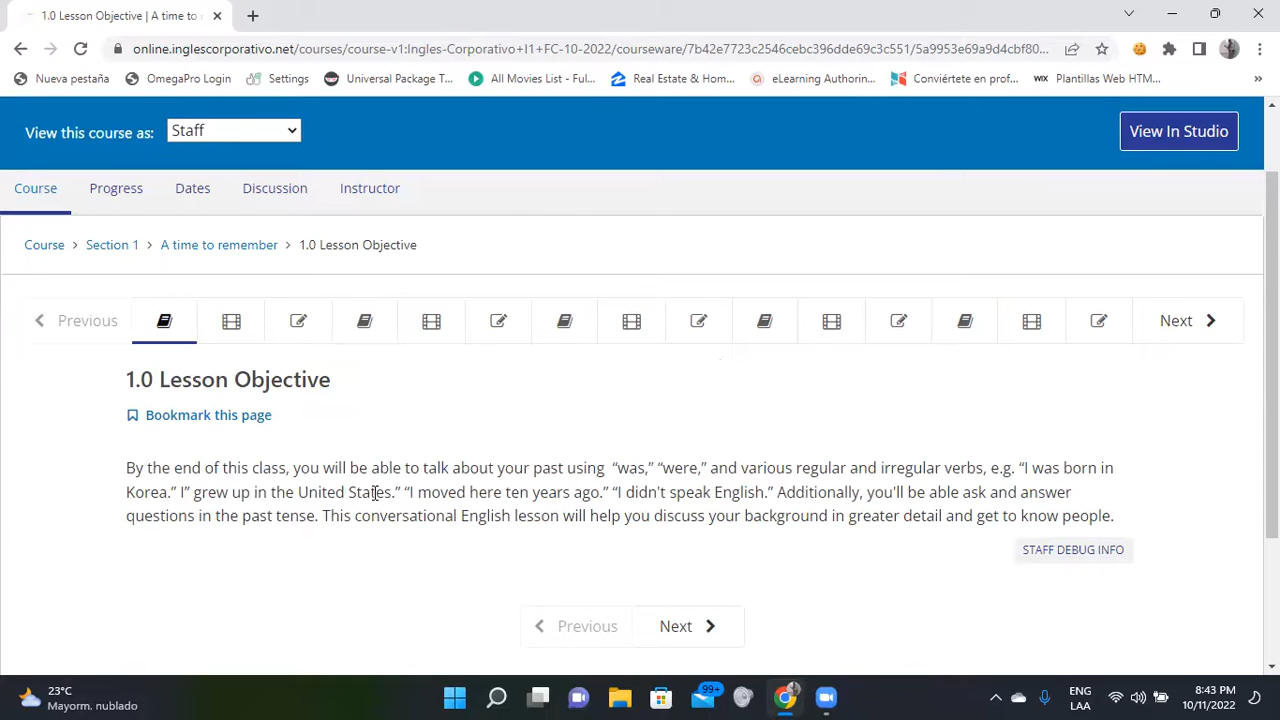 1.0 Lesson Objective | A time to
online.inglescorporativo.net/courses/course-v1:Ingles-Corporativo+I1+FC-10-2022/courseware/7b42e7723c2546cebc396dde69c3c551/5a9953e69a9d4cbf80...
Nueva pestaña OmegaPro Login Settings Universal Package T... All Movies List - Ful... Real Estate & Hom... eLearning Authorin... Conviértete en prof... WIX Plantillas Web HTM... »
View this course as: Staff View In Studio
Course Progress Dates Discussion Instructor
Course > Section 1 > A time to remember > 1.0 Lesson Objective
Previous Next
1.0 Lesson Objective
Bookmark this page
By the end of this class, you will be able to talk about your past using “was,” “were,” and various regular and irregular verbs, e.g. “I was born in
Korea.” I” grew up in the United States.” “I moved here ten years ago.” “I didn't speak English.” Additionally, you'll be able ask and answer
questions in the past tense. This conversational English lesson will help you discuss your background in greater detail and get to know people.
STAFF DEBUG INFO
Previous Next
23°C
Mayorm. nublado
99+
ENG
LAA
8:43 PM
10/11/2022